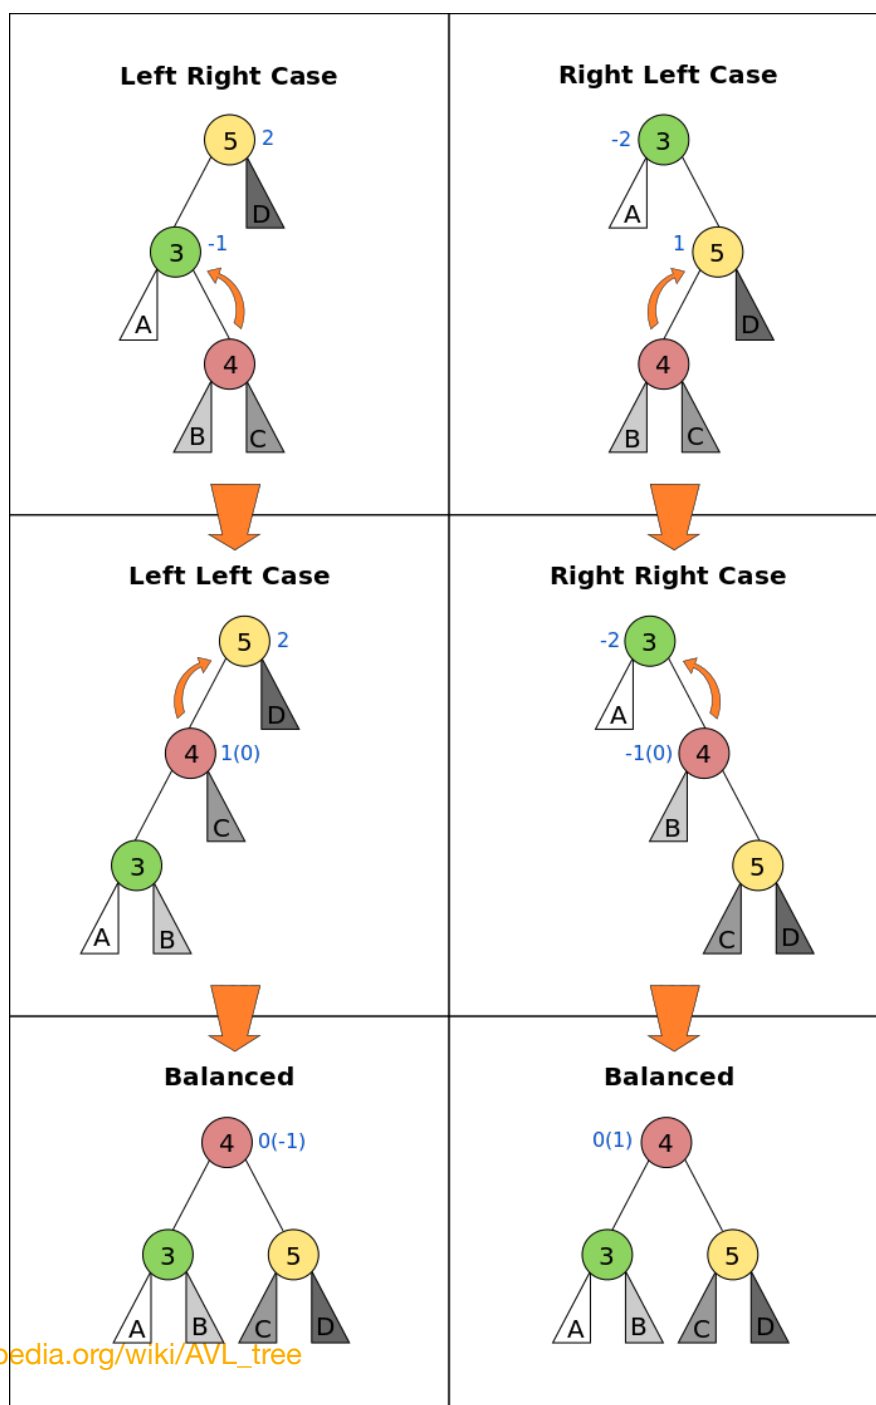 Left Right Case
5 2
D
3 -1
A
4
B C
Right Left Case
-2 3
A
1 5
D
4
B C
Left Left Case
5 2
D
4 1(0)
C
3
A B
Right Right Case
-2 3
A
-1(0) 4
B
5
C D
Balanced
4 0(-1)
3 5
A B C D
Balanced
0(1) 4
3 5
A B C D
pedia.org/wiki/AVL_tree